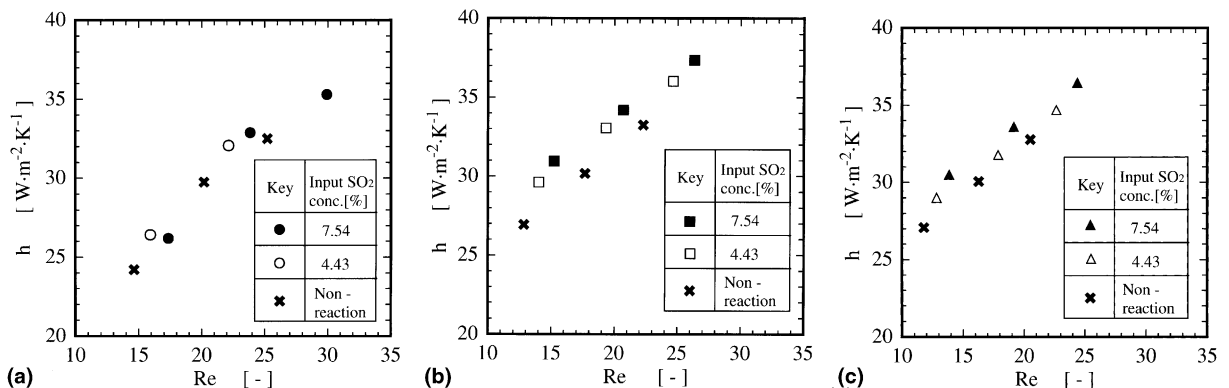 40
35
30
25
20
h [ W·m-2·K-1 ]
Key Input SO2 conc.[%]
7.54
4.43
Non - reaction
10 15 20 25 30 35
(a) Re [ - ]
40
35
30
25
20
h [ W·m-2·K-1 ]
Key Input SO2 conc.[%]
7.54
4.43
Non - reaction
10 15 20 25 30 35
(b) Re [ - ]
40
35
30
25
20
h [ W·m-2·K-1 ]
Key Input SO2 conc.[%]
7.54
4.43
Non - reaction
10 15 20 25 30 35
(c) Re [ - ]